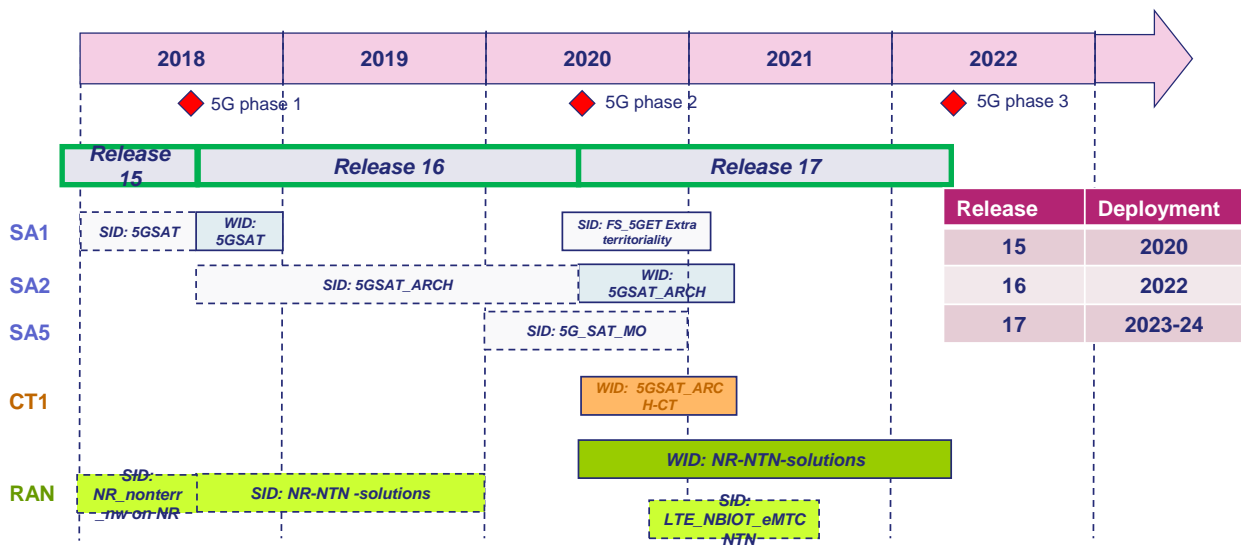 2018 2019 2020 2021 2022
5G phase 1 5G phase 2 5G phase 3
Release
15
Release 16
Release 17
Release Deployment
15 2020
16 2022
17 2023-24
SA1
SID: 5GSAT
WID:
5GSAT
SID: FS_5GET Extra
territoriality
SA2
SID: 5GSAT_ARCH
WID:
5GSAT_ARCH
SA5
SID: 5G_SAT_MO
CT1
WID: 5GSAT_ARC
H-CT
WID: NR-NTN-solutions
RAN
SID:
NR_nonterr
_nw on NR
SID: NR-NTN -solutions
SID:
LTE_NBIOT_eMTC
NTN